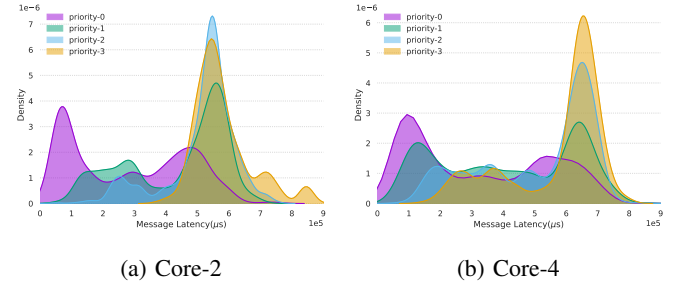 1e−6
priority-0
priority-1
priority-2
priority-3
7
6
5
4
3
2
1
0
Density
0 1 2 3 4 5 6 7 8 9
1e5
Message Latency(μs)
(a) Core-2
1e−6
priority-0
priority-1
priority-2
priority-3
6
5
4
3
2
1
0
Density
0 1 2 3 4 5 6 7 8 9
1e5
Message Latency(μs)
(b) Core-4